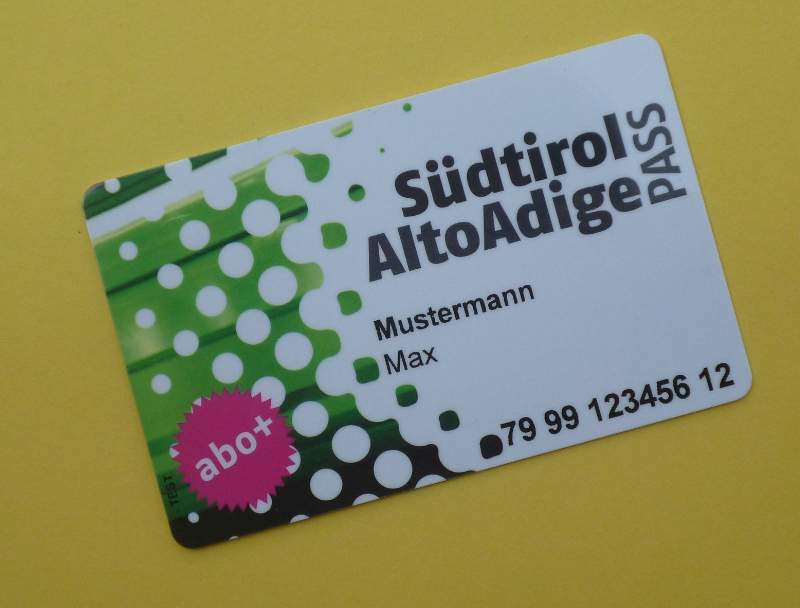 Südtirol
AltoAdige
PASS
Mustermann
Max
79 99 123456 12
abo+
TEST